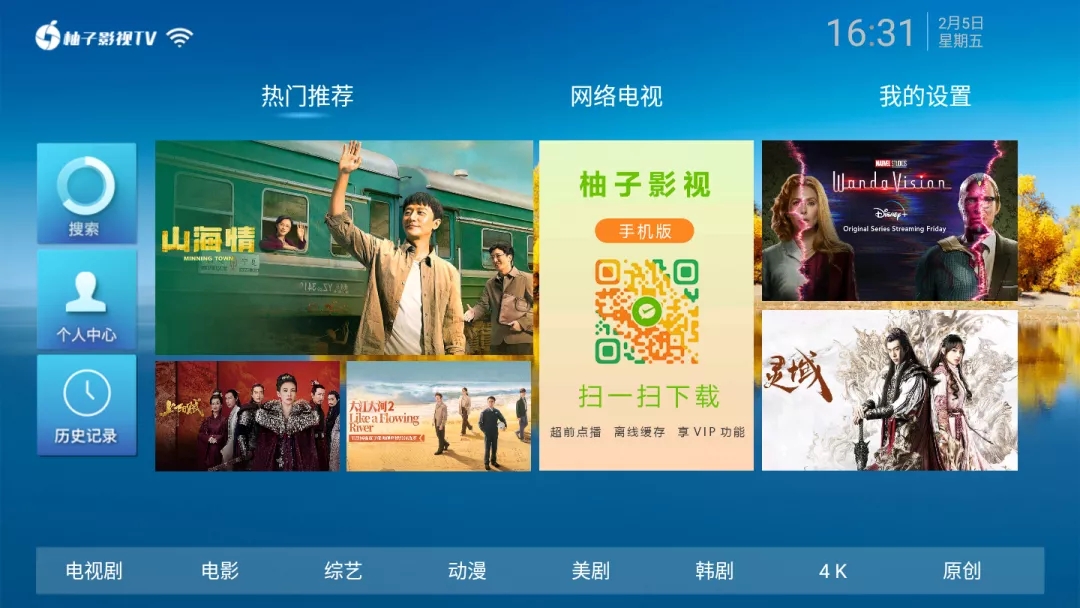 柚子影视TV
16:31
2月5日
星期五
热门推荐
网络电视
我的设置
搜索
个人中心
历史记录
山海情
MINNING TOWN
柚子影视
手机版
扫一扫下载
超前点播 离线缓存 享VIP功能
MARVEL STUDIOS
WandaVision
Disney+
Original Series Streaming Friday
大江大河2
Like a Flowing
River
灵域
电视剧
电影
综艺
动漫
美剧
韩剧
4K
原创